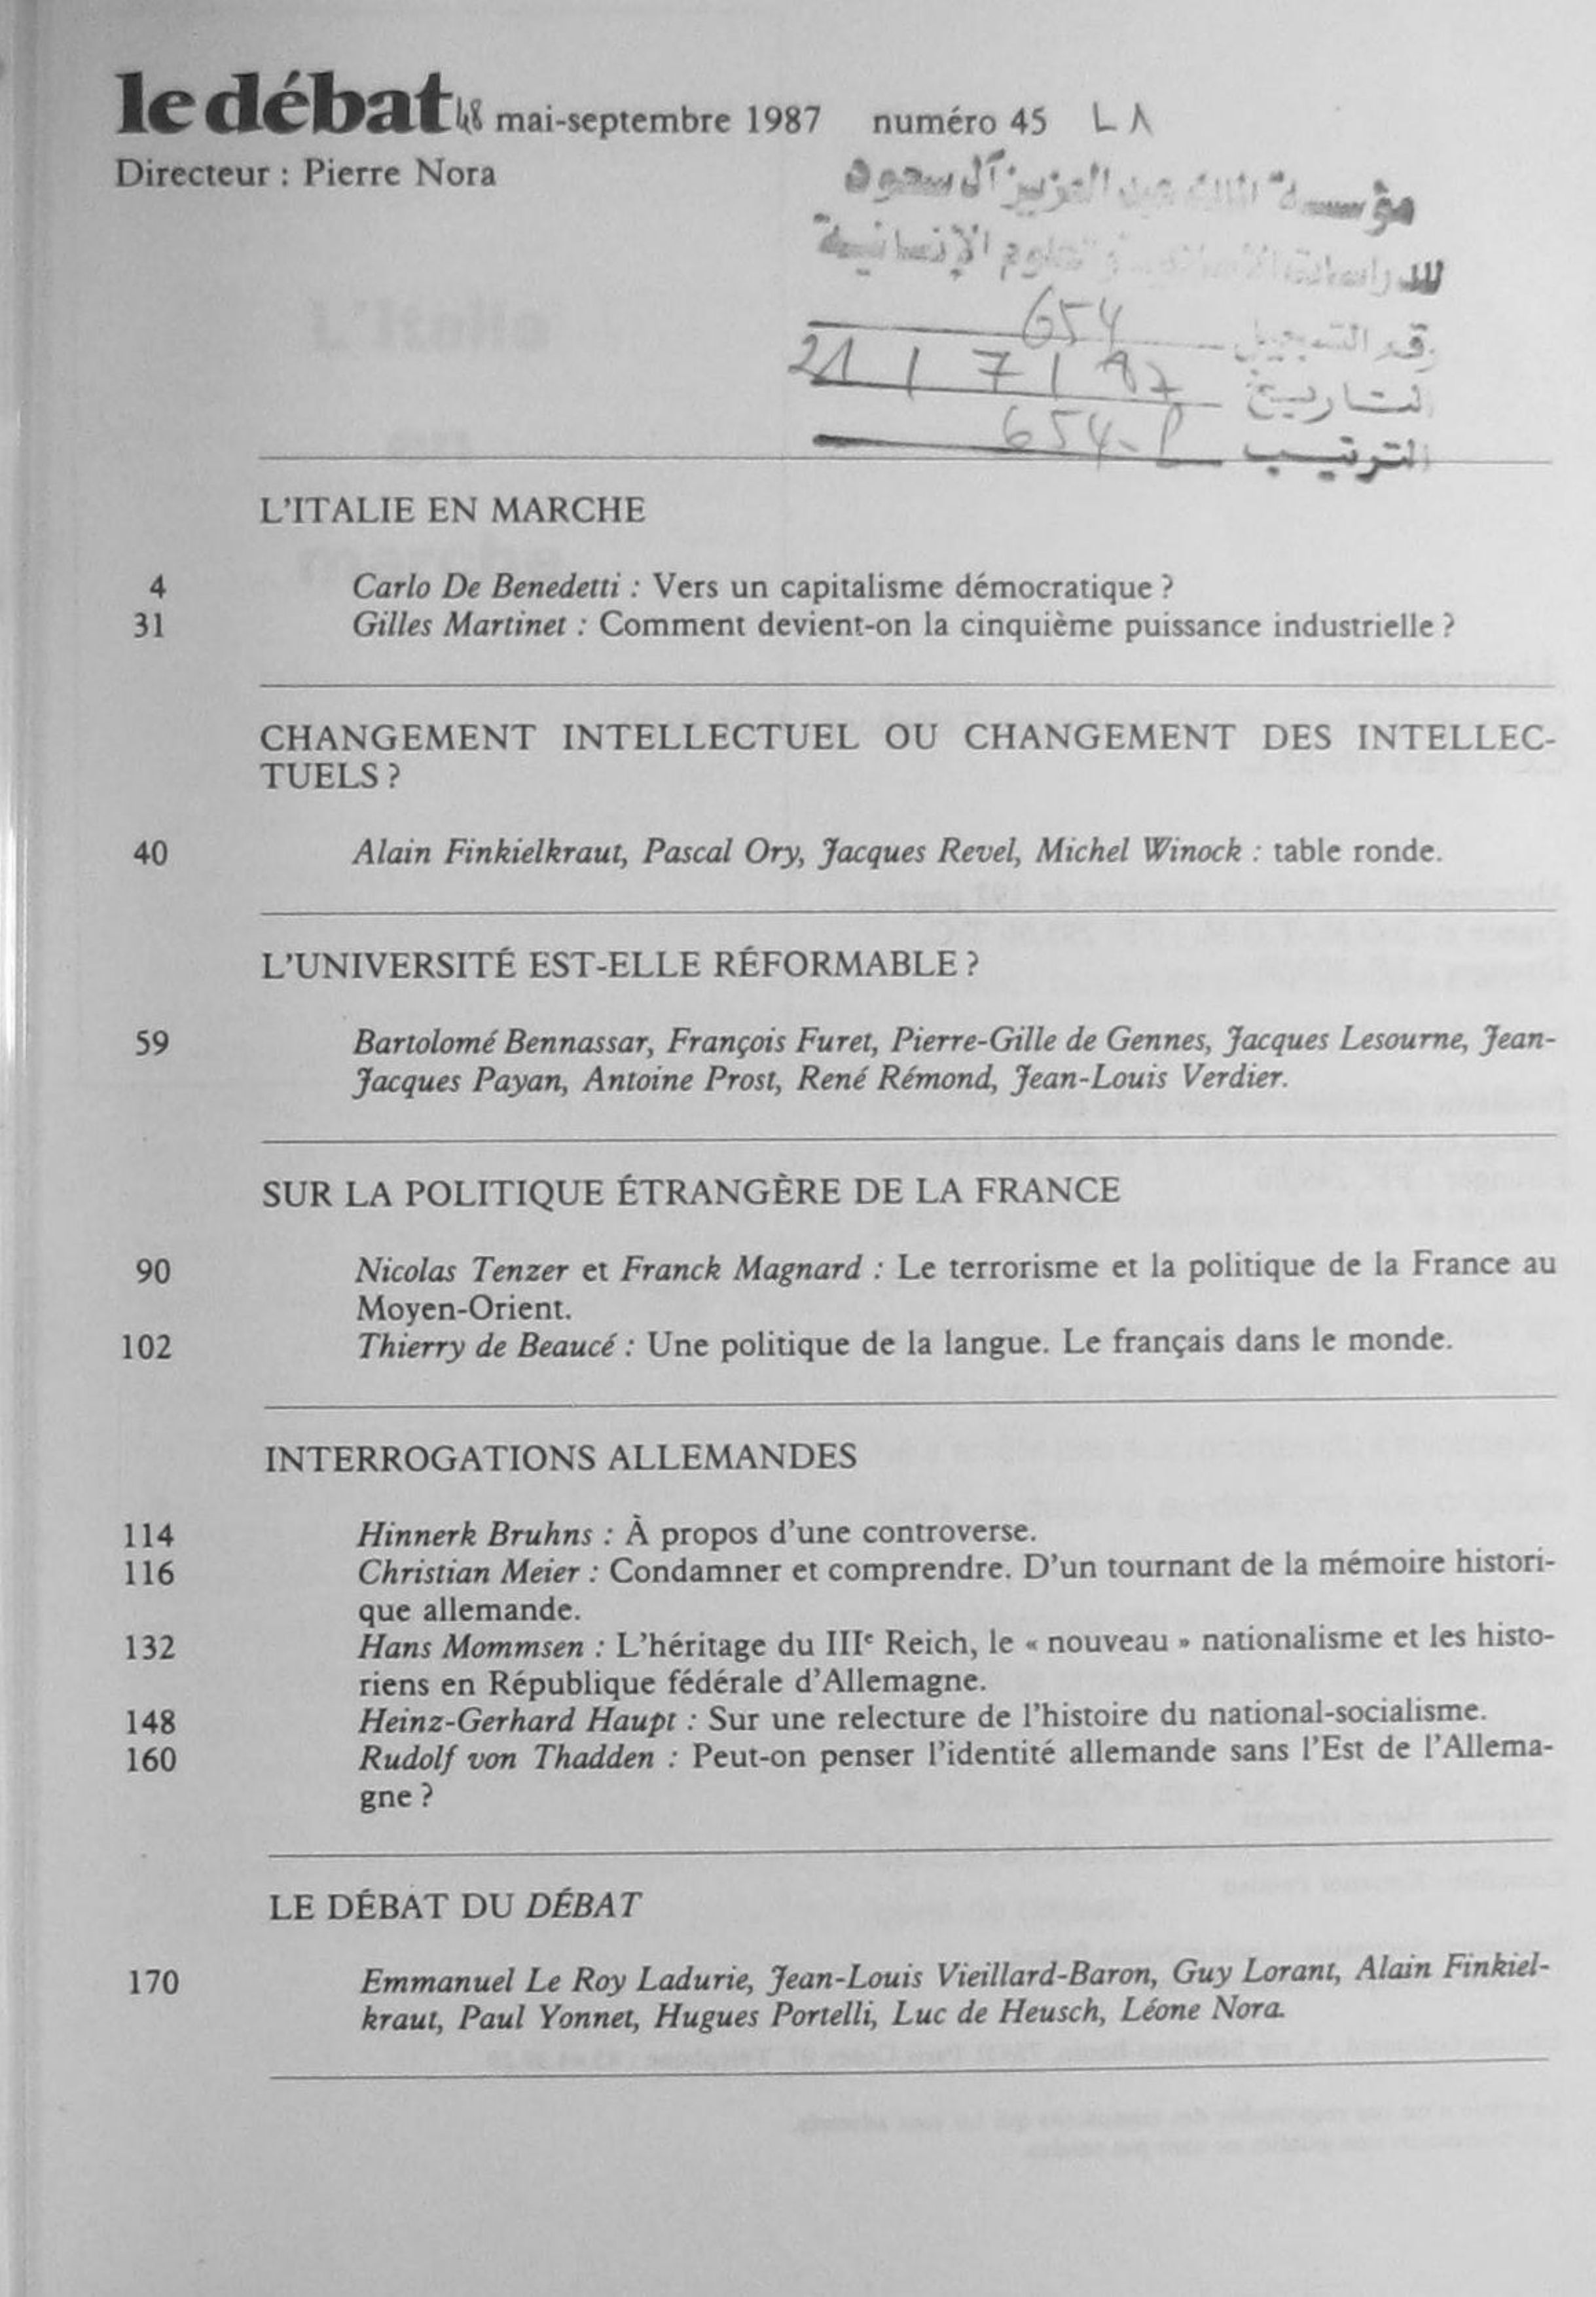 le débat 48 mai-septembre 1987 numéro 45
Directeur : Pierre Nora
مؤسسة الملك عبد العزيز آل سعود
للدراسات الإسلامية والعلوم الإنسانية
رقم التسجيل 654
التاريخ 21 / 7 / 87
الترتيب 654-P
L'ITALIE EN MARCHE
4 Carlo De Benedetti : Vers un capitalisme démocratique ?
31 Gilles Martinet : Comment devient-on la cinquième puissance industrielle ?
CHANGEMENT INTELLECTUEL OU CHANGEMENT DES INTELLEC-
TUELS ?
40 Alain Finkielkraut, Pascal Ory, Jacques Revel, Michel Winock : table ronde.
L'UNIVERSITÉ EST-ELLE RÉFORMABLE ?
59 Bartolomé Bennassar, François Furet, Pierre-Gille de Gennes, Jacques Lesourne, Jean-
Jacques Payan, Antoine Prost, René Rémond, Jean-Louis Verdier.
SUR LA POLITIQUE ÉTRANGÈRE DE LA FRANCE
90 Nicolas Tenzer et Franck Magnard : Le terrorisme et la politique de la France au
Moyen-Orient.
102 Thierry de Beaucé : Une politique de la langue. Le français dans le monde.
INTERROGATIONS ALLEMANDES
114 Hinnerk Bruhns : À propos d'une controverse.
116 Christian Meier : Condamner et comprendre. D'un tournant de la mémoire histori-
que allemande.
132 Hans Mommsen : L'héritage du IIIe Reich, le « nouveau » nationalisme et les histo-
riens en République fédérale d'Allemagne.
148 Heinz-Gerhard Haupt : Sur une relecture de l'histoire du national-socialisme.
160 Rudolf von Thadden : Peut-on penser l'identité allemande sans l'Est de l'Allema-
gne ?
LE DÉBAT DU DÉBAT
170 Emmanuel Le Roy Ladurie, Jean-Louis Vieillard-Baron, Guy Lorant, Alain Finkiel-
kraut, Paul Yonnet, Hugues Portelli, Luc de Heusch, Léone Nora.